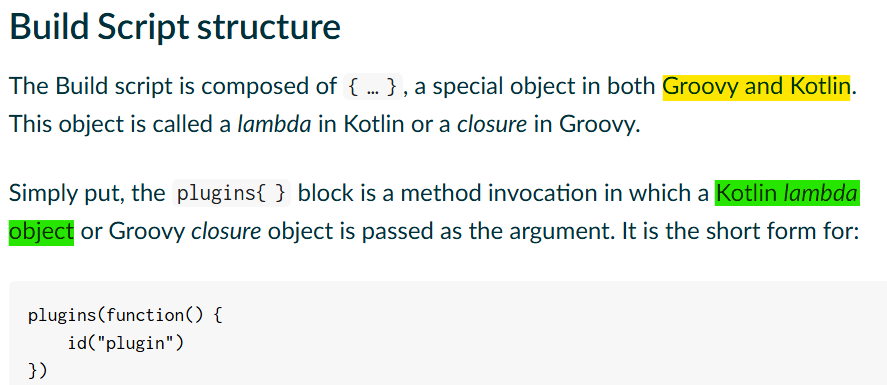 Build Script structure
The Build script is composed of { … }, a special object in both Groovy and Kotlin.
This object is called a lambda in Kotlin or a closure in Groovy.
Simply put, the plugins{ } block is a method invocation in which a Kotlin lambda
object or Groovy closure object is passed as the argument. It is the short form for:
plugins(function() {
    id("plugin")
})